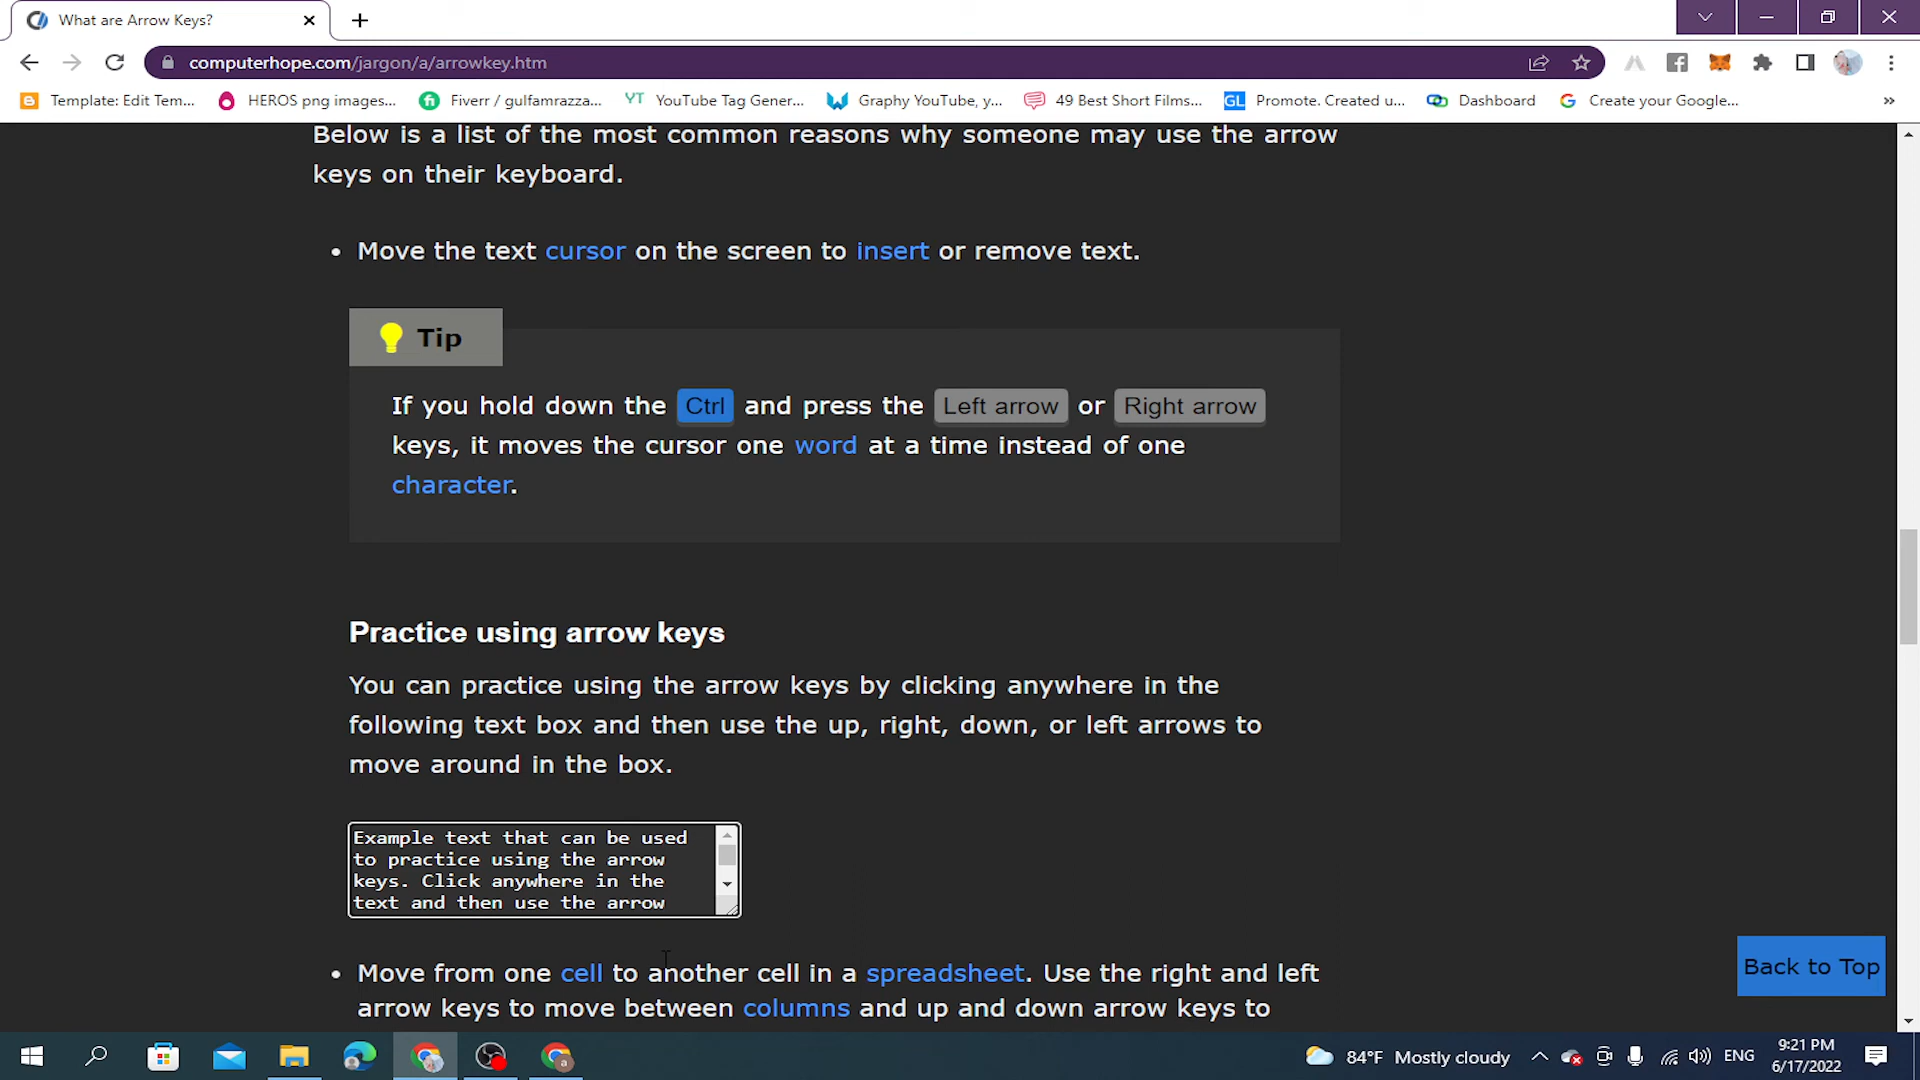 What are Arrow Keys?
computerhope.com/jargon/a/arrowkey.htm
Template: Edit Tem... HEROS png images... Fiverr / gulfamrazza... YT YouTube Tag Gener... Graphy YouTube, y... 49 Best Short Films... GL Promote. Created u... Dashboard Create your Google... »
Below is a list of the most common reasons why someone may use the arrow
keys on their keyboard.
• Move the text cursor on the screen to insert or remove text.
Tip
If you hold down the Ctrl and press the Left arrow or Right arrow
keys, it moves the cursor one word at a time instead of one
character.
Practice using arrow keys
You can practice using the arrow keys by clicking anywhere in the
following text box and then use the up, right, down, or left arrows to
move around in the box.
Example text that can be used
to practice using the arrow
keys. Click anywhere in the
text and then use the arrow
• Move from one cell to another cell in a spreadsheet. Use the right and left
arrow keys to move between columns and up and down arrow keys to
Back to Top
84°F Mostly cloudy ENG 9:21 PM
6/17/2022